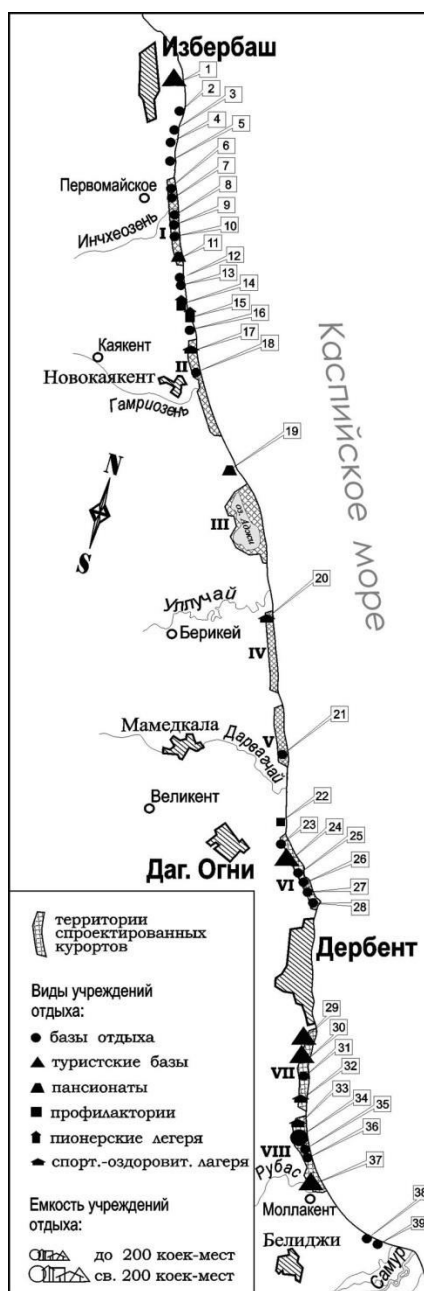 Избербаш
1
2
3
4
5
6
7
8
9
10
11
12
13
14
15
16
17
18
Первомайское
Инчхеозень
I
Каякент
Новокаякент
II
Гамриозень
Каспийское море
N
S
19
оз. Аджи
III
20
Уллучай
Берикей
IV
Мамедкала
Дарвагчай
V
21
Великент
22
23
24
25
26
27
28
Даг. Огни
VI
Дербент
29
30
31
32
33
34
35
36
37
VII
VIII
Рубас
Моллакент
38
39
Белиджи
Самур
территории
спроектированных
курортов
Виды учреждений
отдыха:
базы отдыха
туристские базы
пансионаты
профилактории
пионерские легеря
спорт.-оздоровит. лагеря
Емкость учреждений
отдыха:
до 200 коек-мест
св. 200 коек-мест